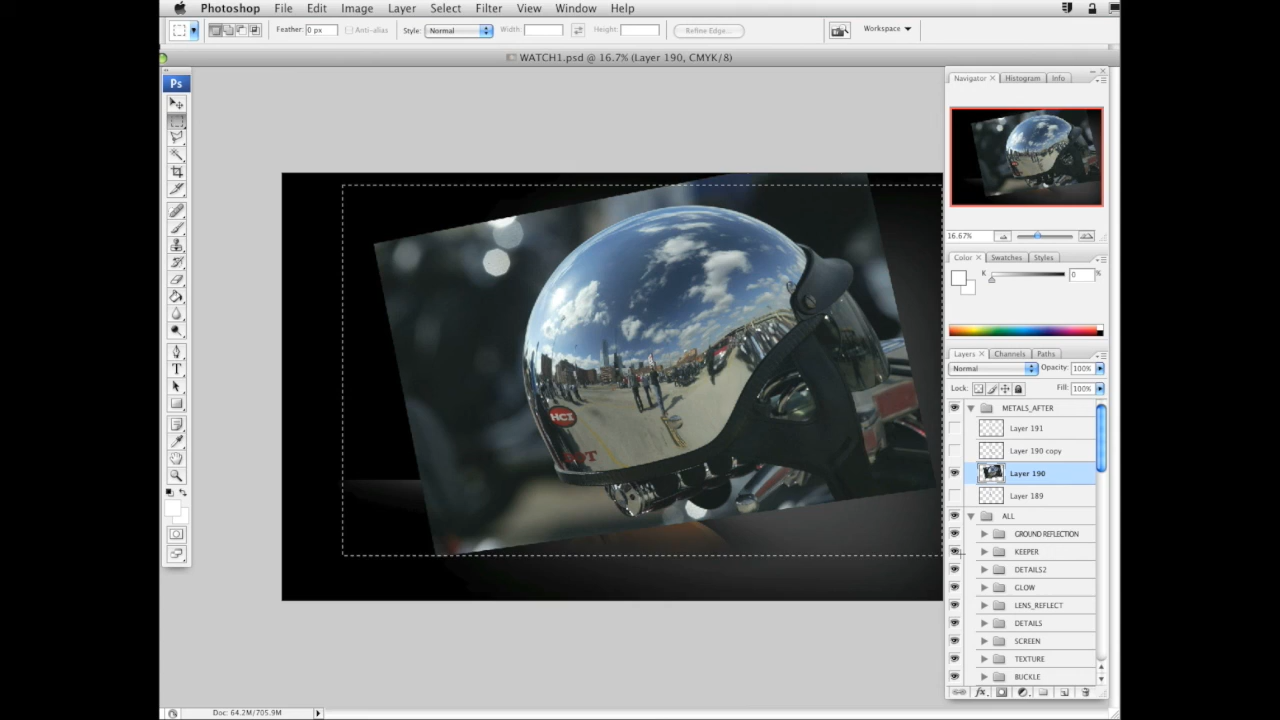 Photoshop File Edit Image Layer Select Filter View Window Help
Feather: 0 px Anti-alias Style: Normal Width: Height: Refine Edge... Workspace
WATCH1.psd @ 16.7% (Layer 190, CMYK/8)
Ps
Navigator × Histogram Info
16.67%
Color × Swatches Styles
K 0 %
Layers × Channels Paths
Normal Opacity: 100%
Lock: Fill: 100%
METALS_AFTER
Layer 191
Layer 190 copy
Layer 190
Layer 189
ALL
GROUND REFLECTION
KEEPER
DETAILS2
GLOW
LENS_REFLECT
DETAILS
SCREEN
TEXTURE
BUCKLE
HCI
T
fx
Doc: 64.2M/705.9M